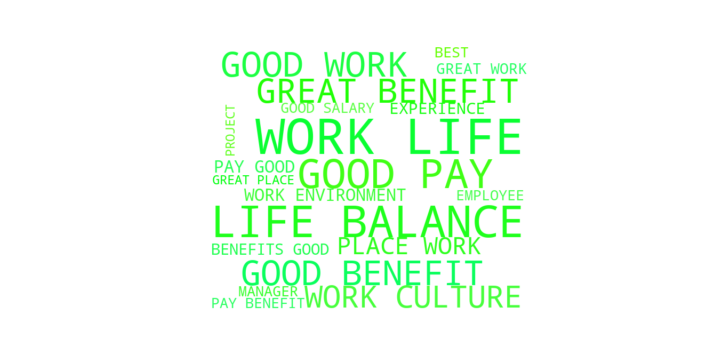 BEST
GOOD WORK
GREAT WORK
GREAT BENEFIT
GOOD SALARY
EXPERIENCE
PROJECT
WORK LIFE
PAY GOOD
GOOD PAY
GREAT PLACE
WORK ENVIRONMENT
EMPLOYEE
LIFE BALANCE
BENEFITS GOOD
PLACE WORK
GOOD BENEFIT
MANAGER
WORK CULTURE
PAY BENEFIT